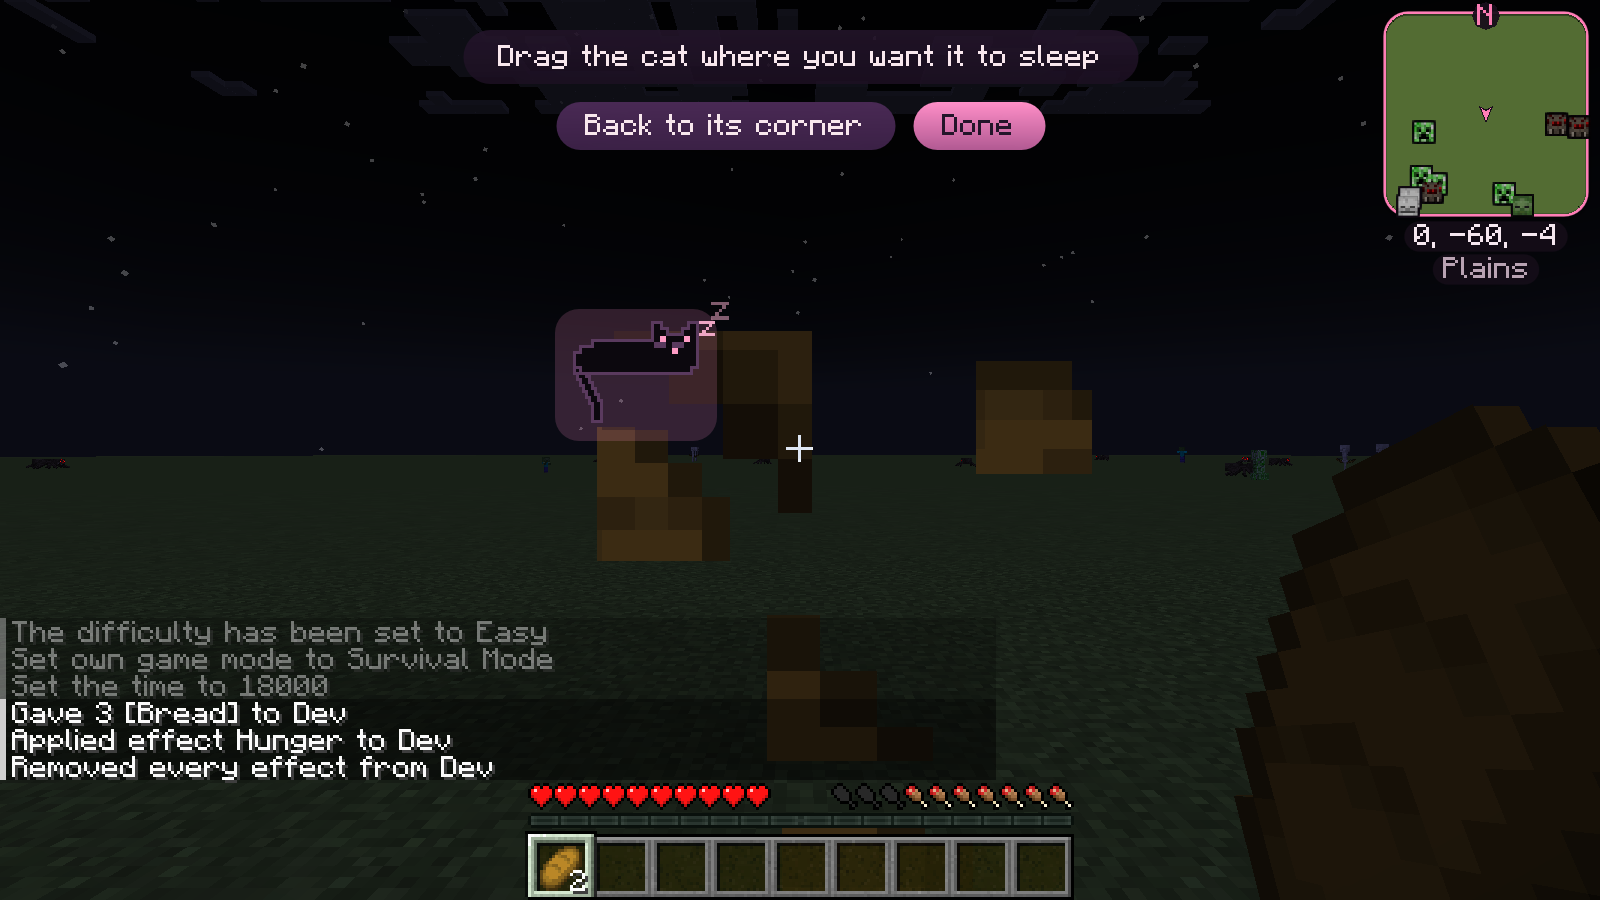 Drag the cat where you want it to sleep
Back to its corner
Done
N
0, -60, -4
Plains
z
z
The difficulty has been set to Easy
Set own game mode to Survival Mode
Set the time to 18000
Gave 3 [Bread] to Dev
Applied effect Hunger to Dev
Removed every effect from Dev
2